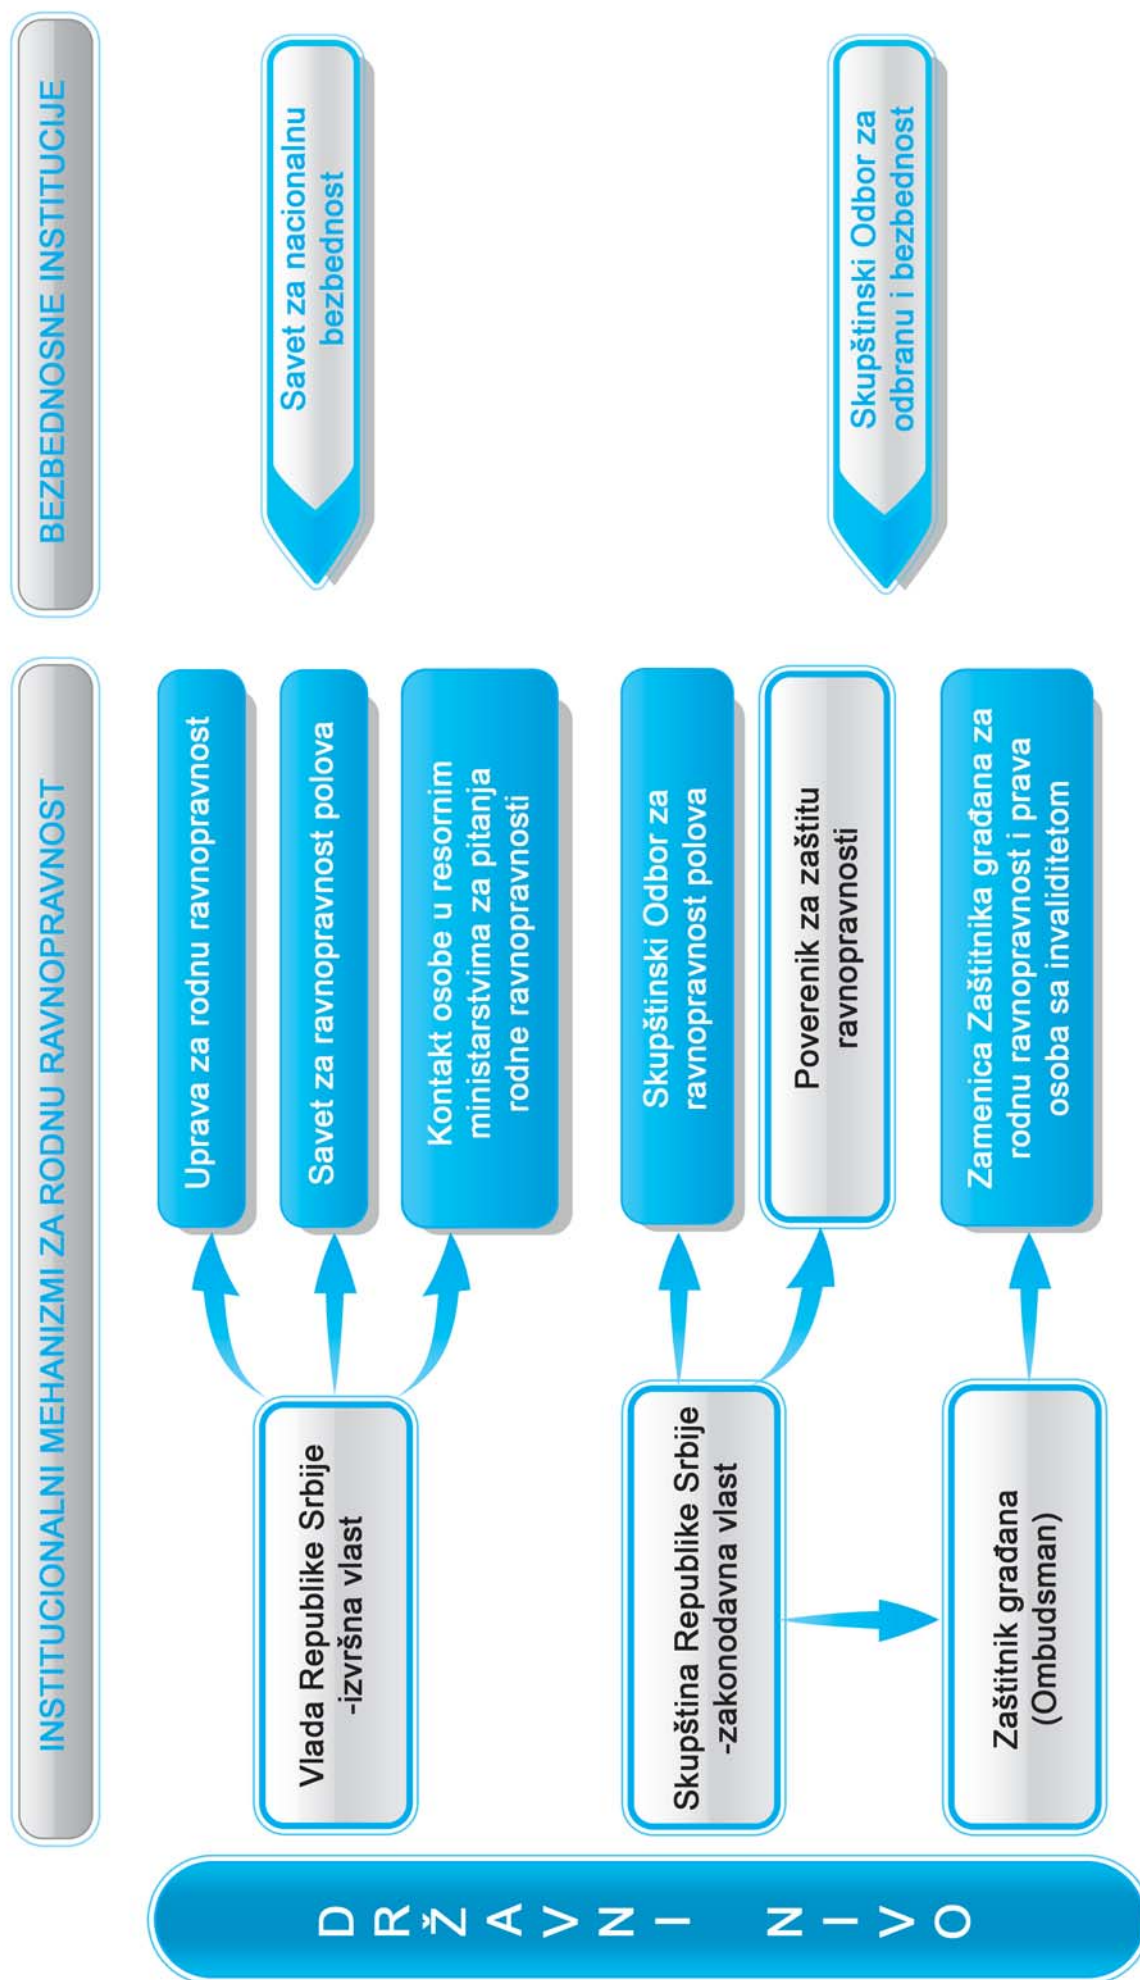 INSTITUCIONALNI MEHANIZMI ZA RODNU RAVNOPRAVNOST
BEZBEDNOSNE INSTITUCIJE
DRŽAVNI NIVO
Vlada Republike Srbije
-izvršna vlast
Uprava za rodnu ravnopravnost
Savet za ravnopravnost polova
Kontakt osobe u resornim
ministarstvima za pitanja
rodne ravnopravnosti
Savet za nacionalnu
bezbednost
Skupština Republike Srbije
-zakonodavna vlast
Skupštinski Odbor za
ravnopravnost polova
Poverenik za zaštitu
ravnopravnosti
Skupštinski Odbor za
odbranu i bezbednost
Zaštitnik građana
(Ombudsman)
Zamenica Zaštitnika građana za
rodnu ravnopravnost i prava
osoba sa invaliditetom